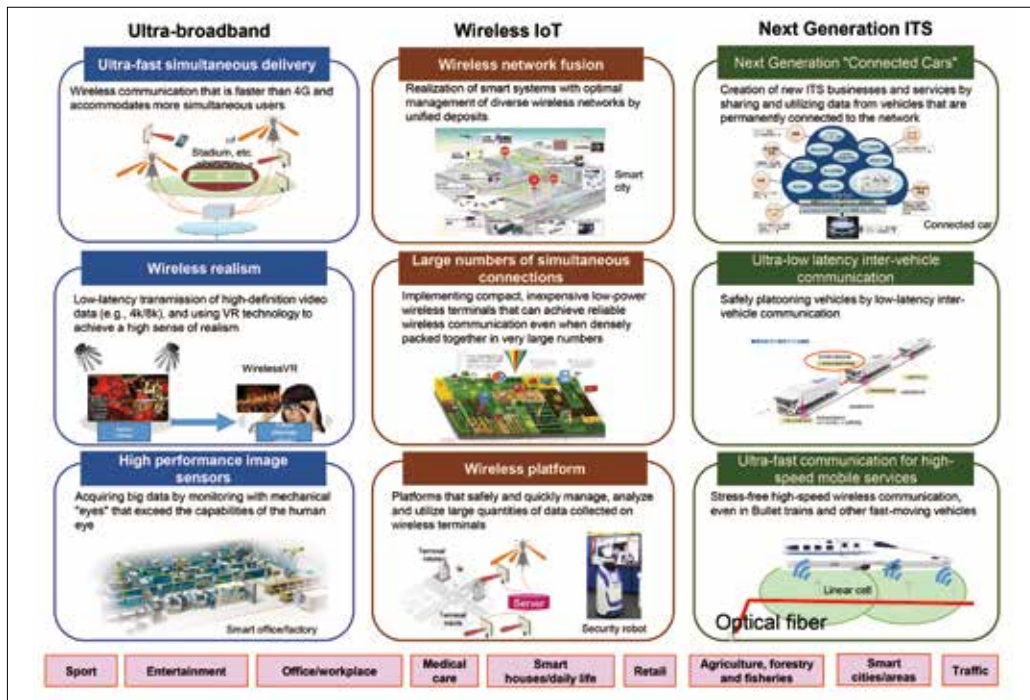 Ultra-broadband
Wireless IoT
Next Generation ITS
Ultra-fast simultaneous delivery
Wireless communication that is faster than 4G and
accommodates more simultaneous users
Stadium, etc.
Wireless network fusion
Realization of smart systems with optimal
management of diverse wireless networks by
unified deposits
Smart
city
Next Generation "Connected Cars"
Creation of new ITS businesses and services by
sharing and utilizing data from vehicles that are
permanently connected to the network
Connected car
Wireless realism
Low-latency transmission of high-definition video
data (e.g., 4k/8k), and using VR technology to
achieve a high sense of realism
WirelessVR
Large numbers of simultaneous
connections
Implementing compact, inexpensive low-power
wireless terminals that can achieve reliable
wireless communication even when densely
packed together in very large numbers
Ultra-low latency inter-vehicle
communication
Safely platooning vehicles by low-latency inter-
vehicle communication
High performance image
sensors
Acquiring big data by monitoring with mechanical
"eyes" that exceed the capabilities of the human
eye
Smart office/factory
Wireless platform
Platforms that safely and quickly manage, analyze
and utilize large quantities of data collected on
wireless terminals
Terminal
Terminal
Server
Security robot
Ultra-fast communication for high-
speed mobile services
Stress-free high-speed wireless communication,
even in Bullet trains and other fast-moving vehicles
Linear cell
Optical fiber
Sport
Entertainment
Office/workplace
Medical
care
Smart
houses/daily life
Retail
Agriculture, forestry
and fisheries
Smart
cities/areas
Traffic